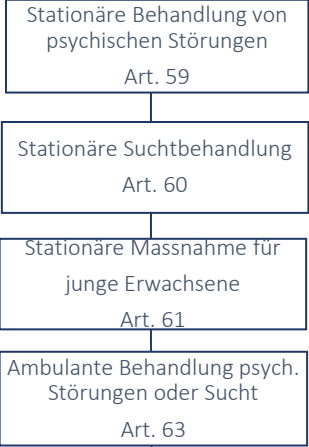 Stationäre Behandlung von
psychischen Störungen
Art. 59
Stationäre Suchtbehandlung
Art. 60
Stationäre Massnahme für
junge Erwachsene
Art. 61
Ambulante Behandlung psych.
Störungen oder Sucht
Art. 63